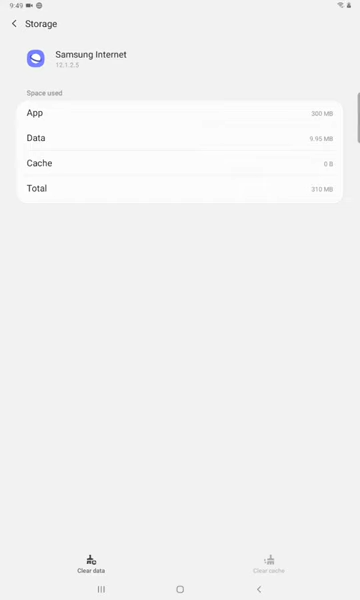 9:49
Storage
Samsung Internet
12.1.2.5
Space used
App 300 MB
Data 9.95 MB
Cache 0 B
Total 310 MB
Clear data
Clear cache